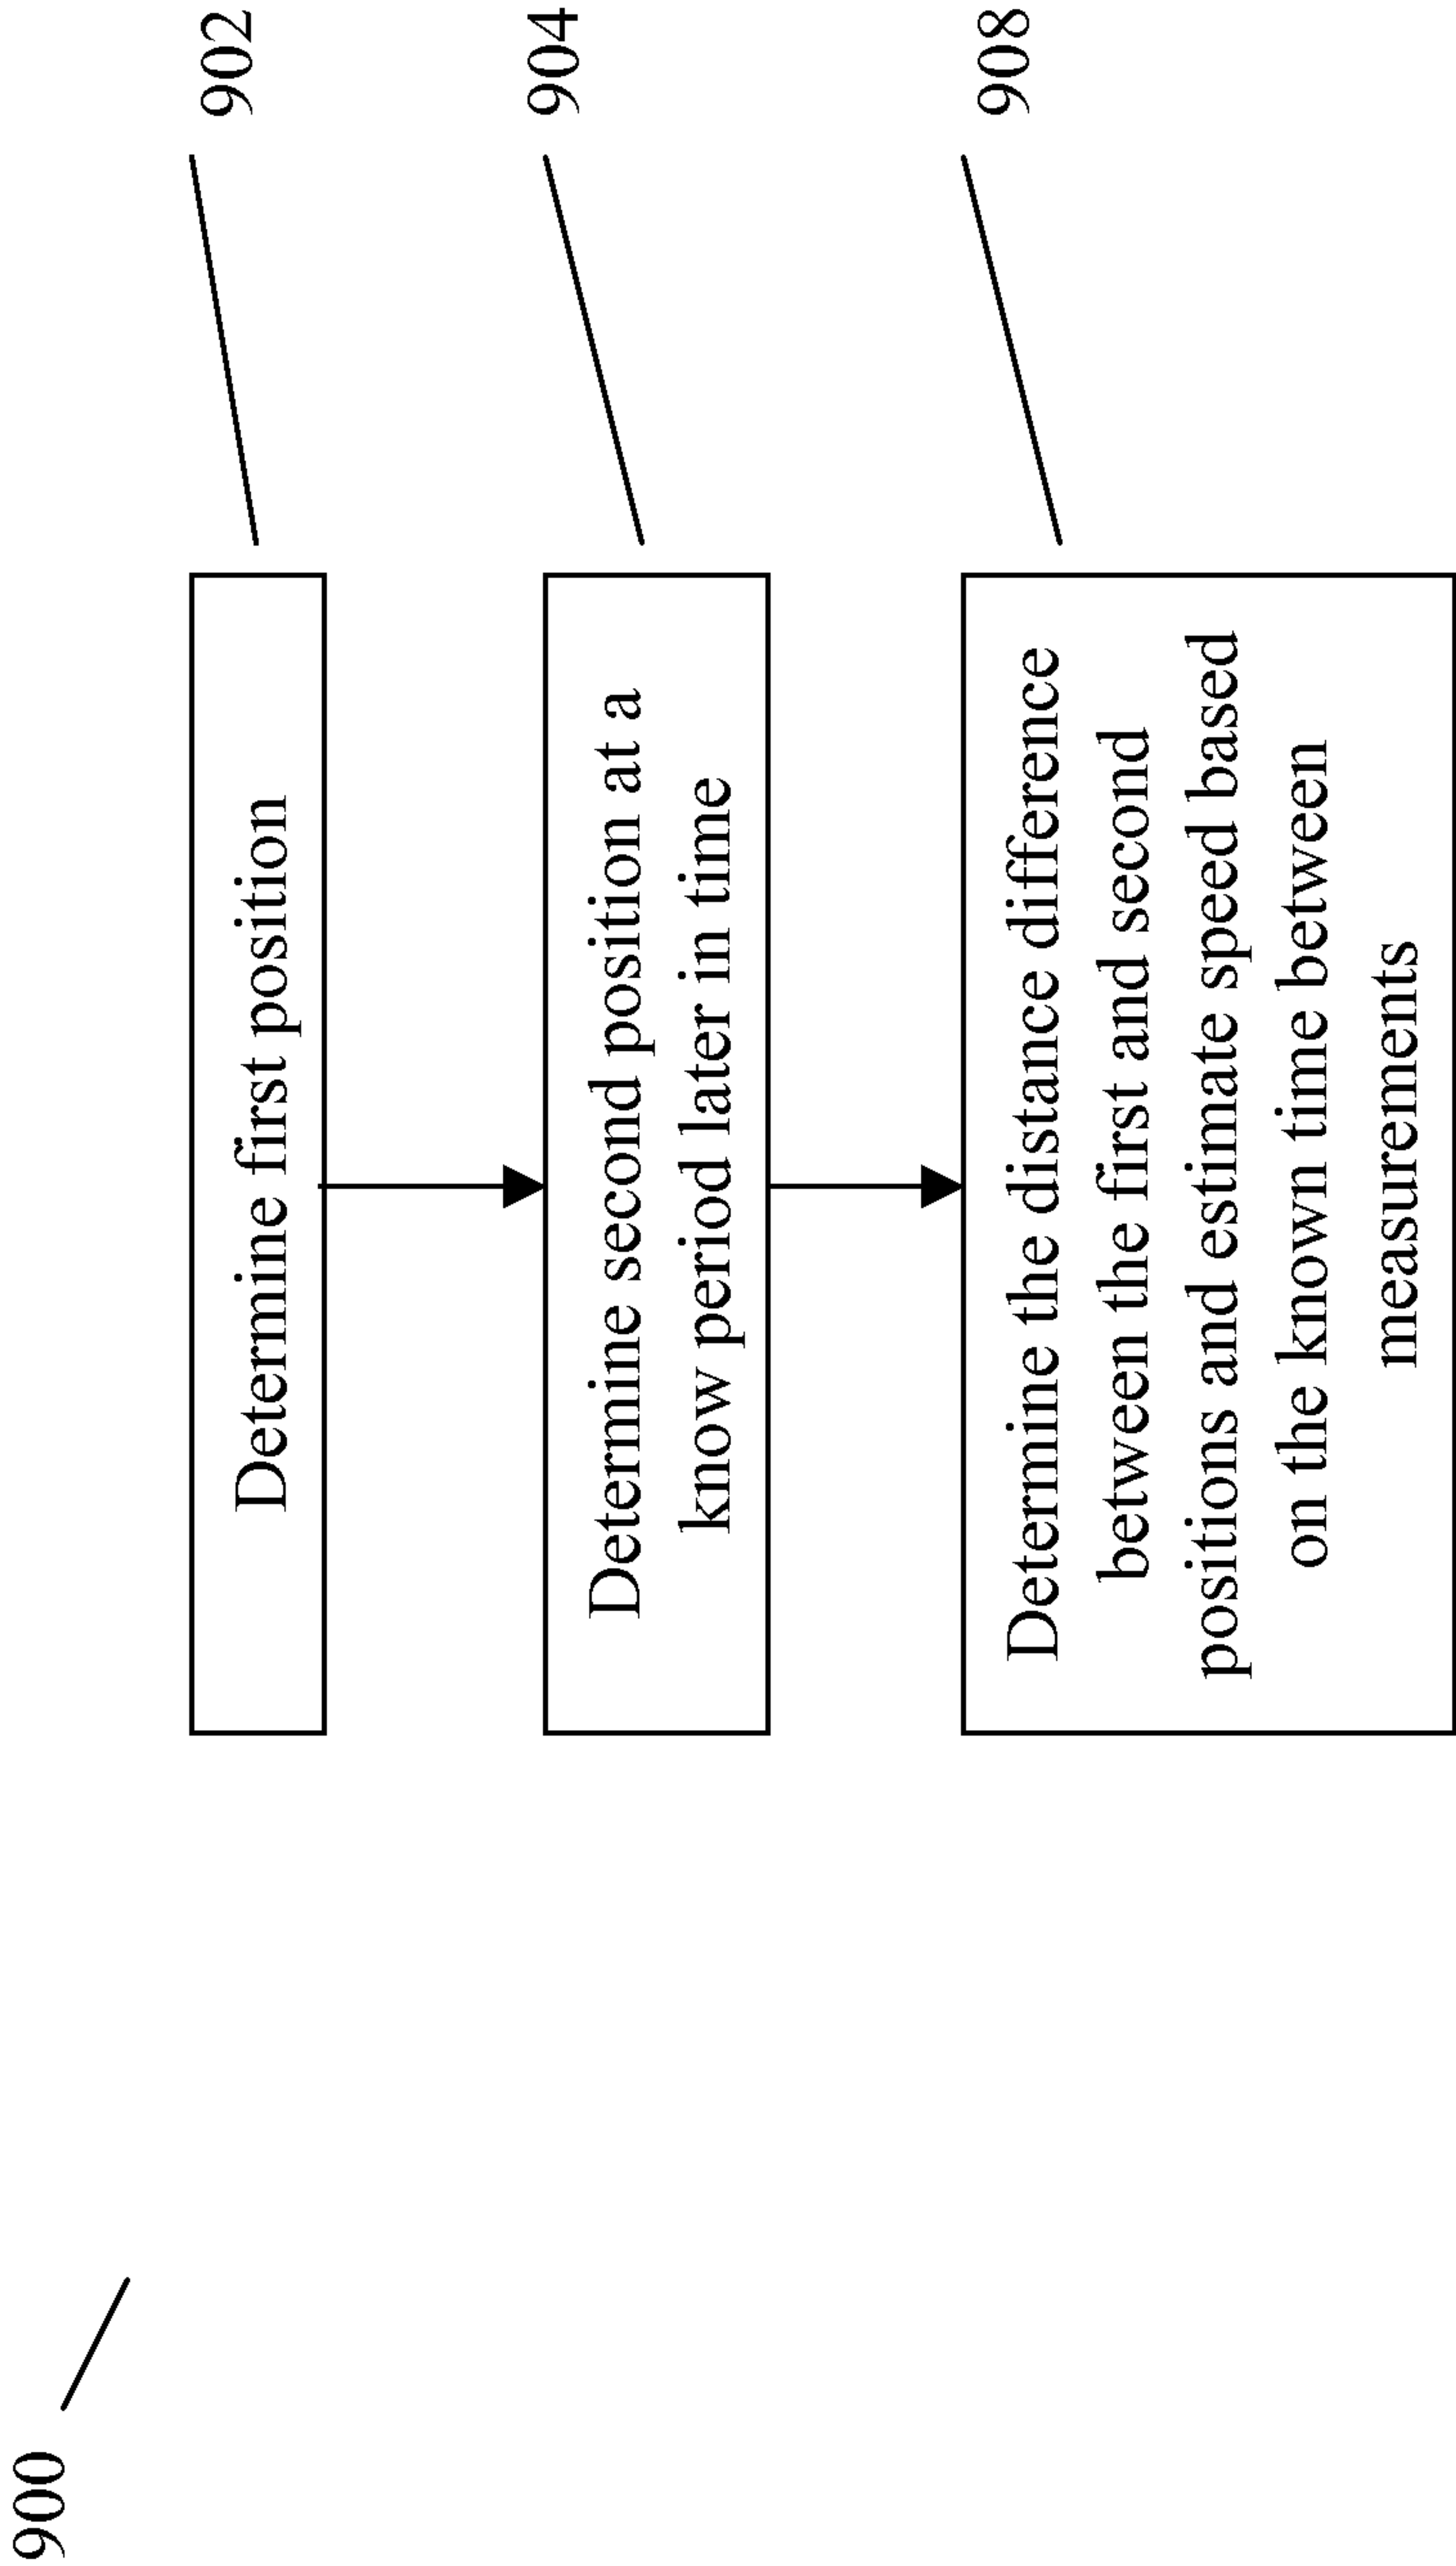 900
Determine first position
902
Determine second position at a
know period later in time
904
Determine the distance difference
between the first and second
positions and estimate speed based
on the known time between
measurements
908